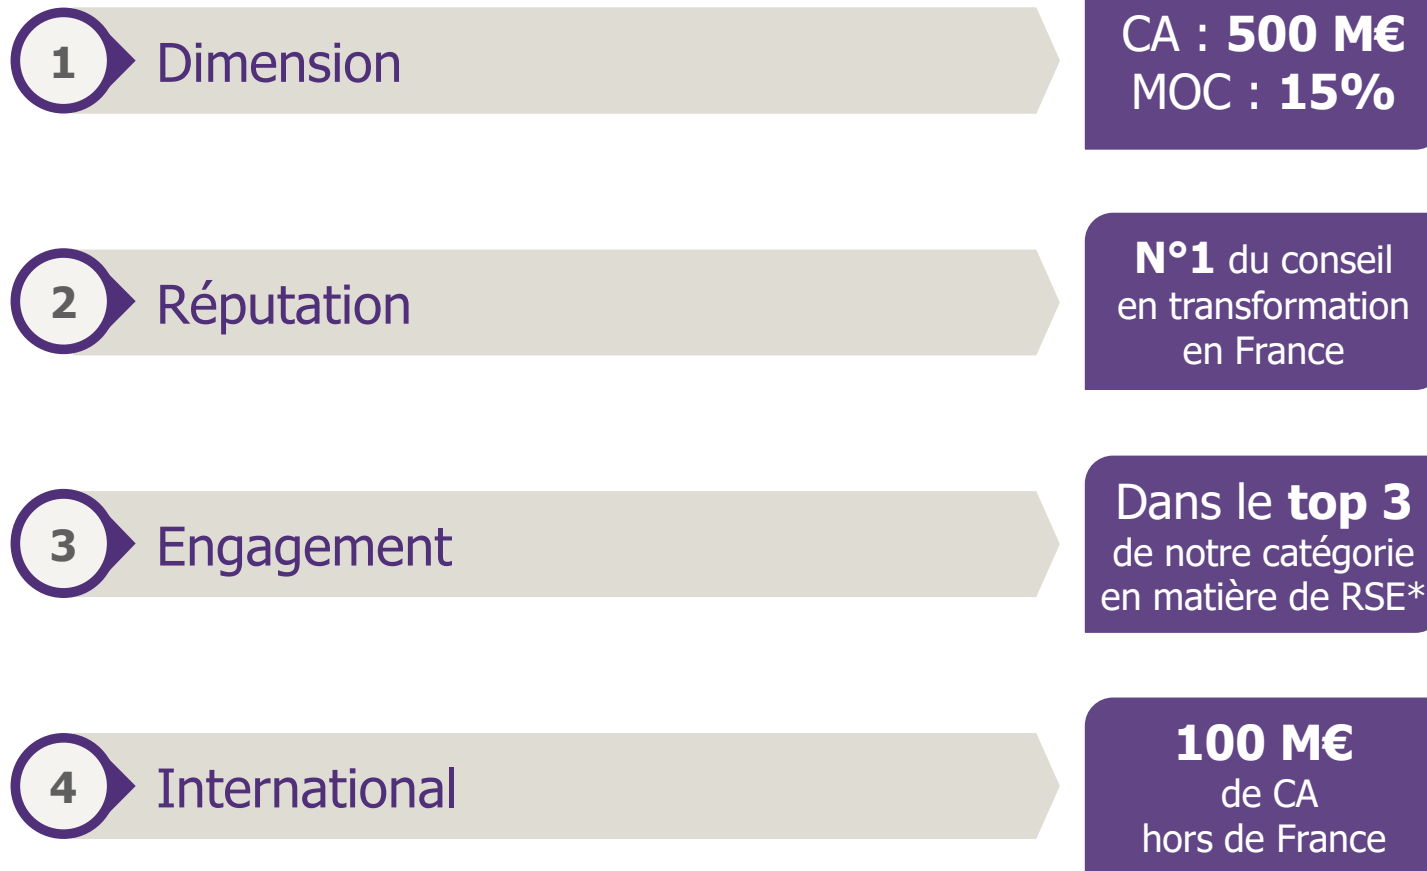 1
Dimension
CA : 500 M€
MOC : 15%
2
Réputation
N°1 du conseil
en transformation
en France
3
Engagement
Dans le top 3
de notre catégorie
en matière de RSE*
4
International
100 M€
de CA
hors de France